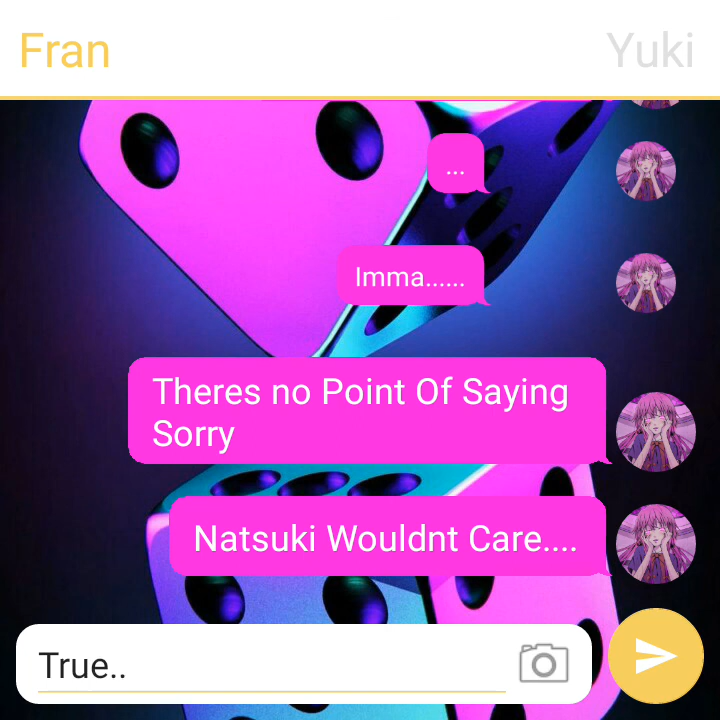 Fran
Yuki
...
Imma......
Theres no Point Of Saying
Sorry
Natsuki Wouldnt Care....
True..